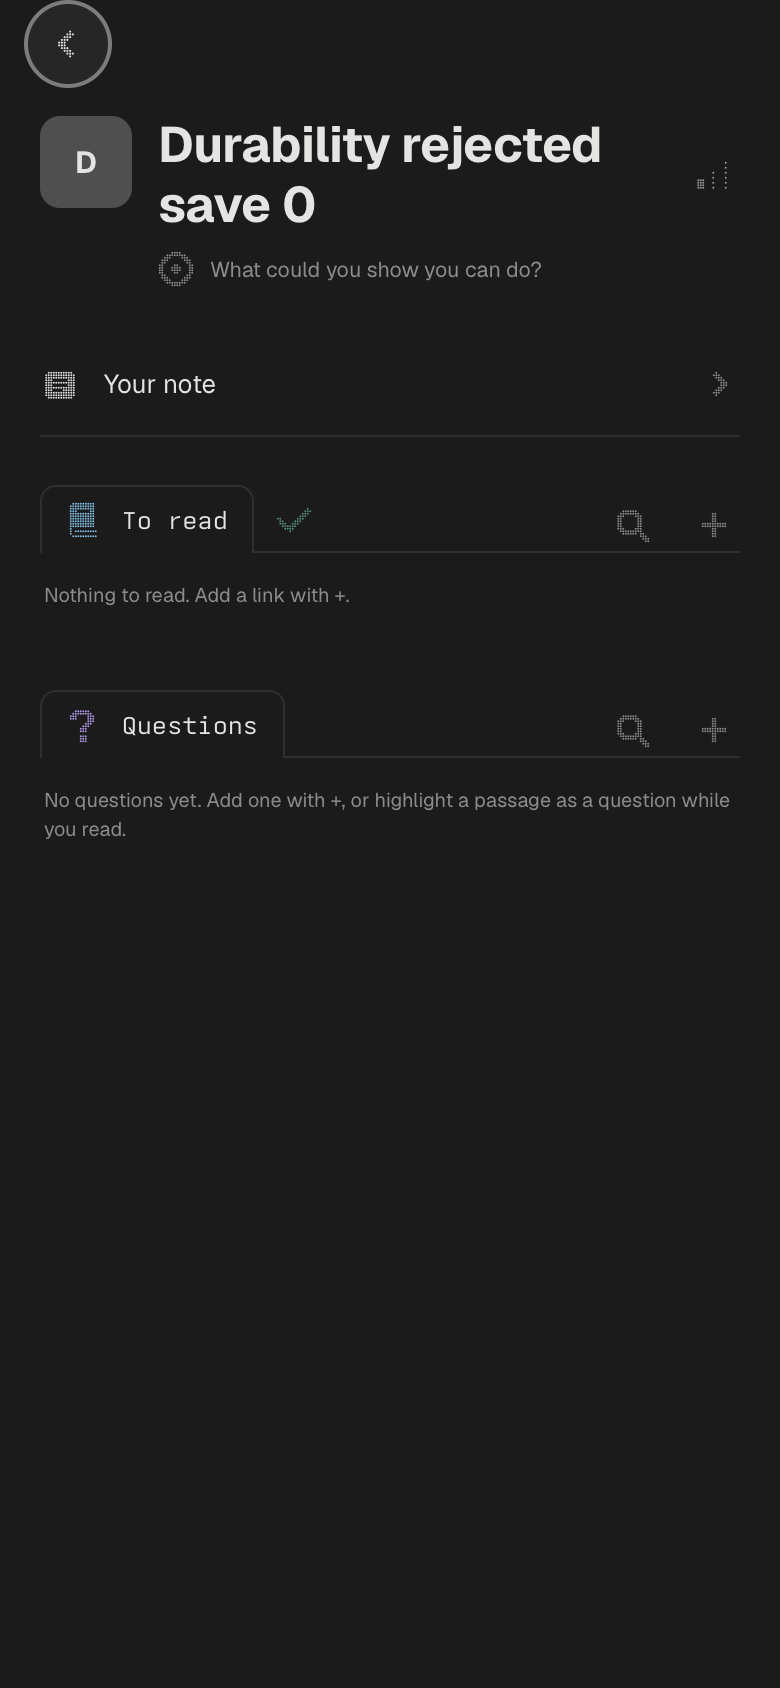 D
Durability rejected
save 0
What could you show you can do?
Your note
To read
Nothing to read. Add a link with +.
Questions
No questions yet. Add one with +, or highlight a passage as a question while
you read.